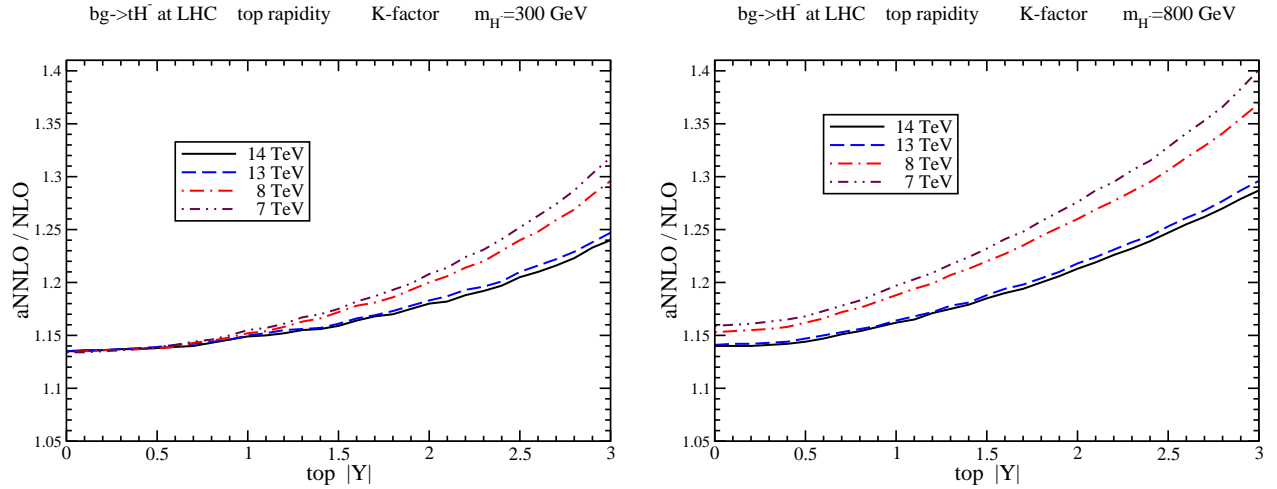 bg->tH⁻ at LHC top rapidity K-factor m_H⁻=300 GeV
1.4
1.35
1.3
1.25
1.2
1.15
1.1
1.05
aNNLO / NLO
14 TeV
13 TeV
8 TeV
7 TeV
0 0.5 1 1.5 2 2.5 3
top |Y|
bg->tH⁻ at LHC top rapidity K-factor m_H⁻=800 GeV
1.4
1.35
1.3
1.25
1.2
1.15
1.1
1.05
aNNLO / NLO
14 TeV
13 TeV
8 TeV
7 TeV
0 0.5 1 1.5 2 2.5 3
top |Y|